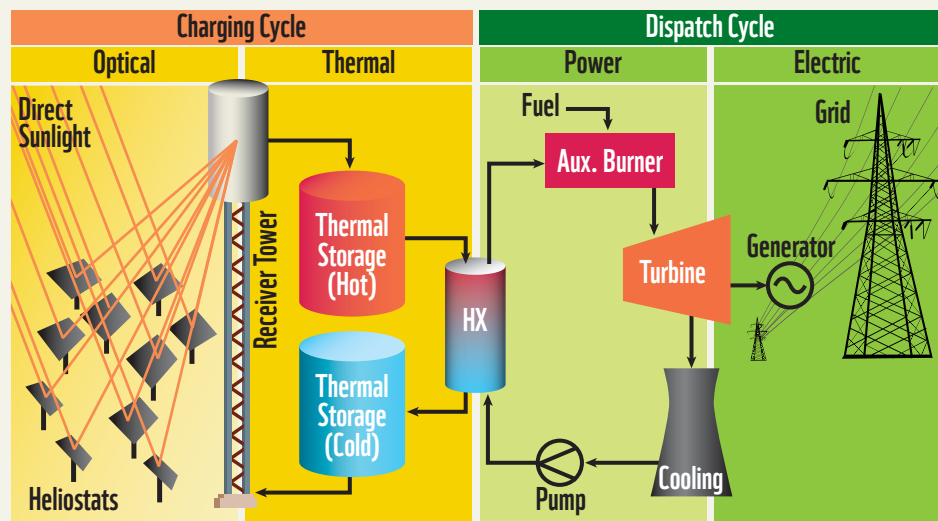 Charging Cycle
Dispatch Cycle
Optical
Thermal
Power
Electric
Direct
Sunlight
Fuel
Grid
Aux. Burner
Receiver Tower
Thermal
Storage
(Hot)
Turbine
Generator
HX
Thermal
Storage
(Cold)
Heliostats
Pump
Cooling